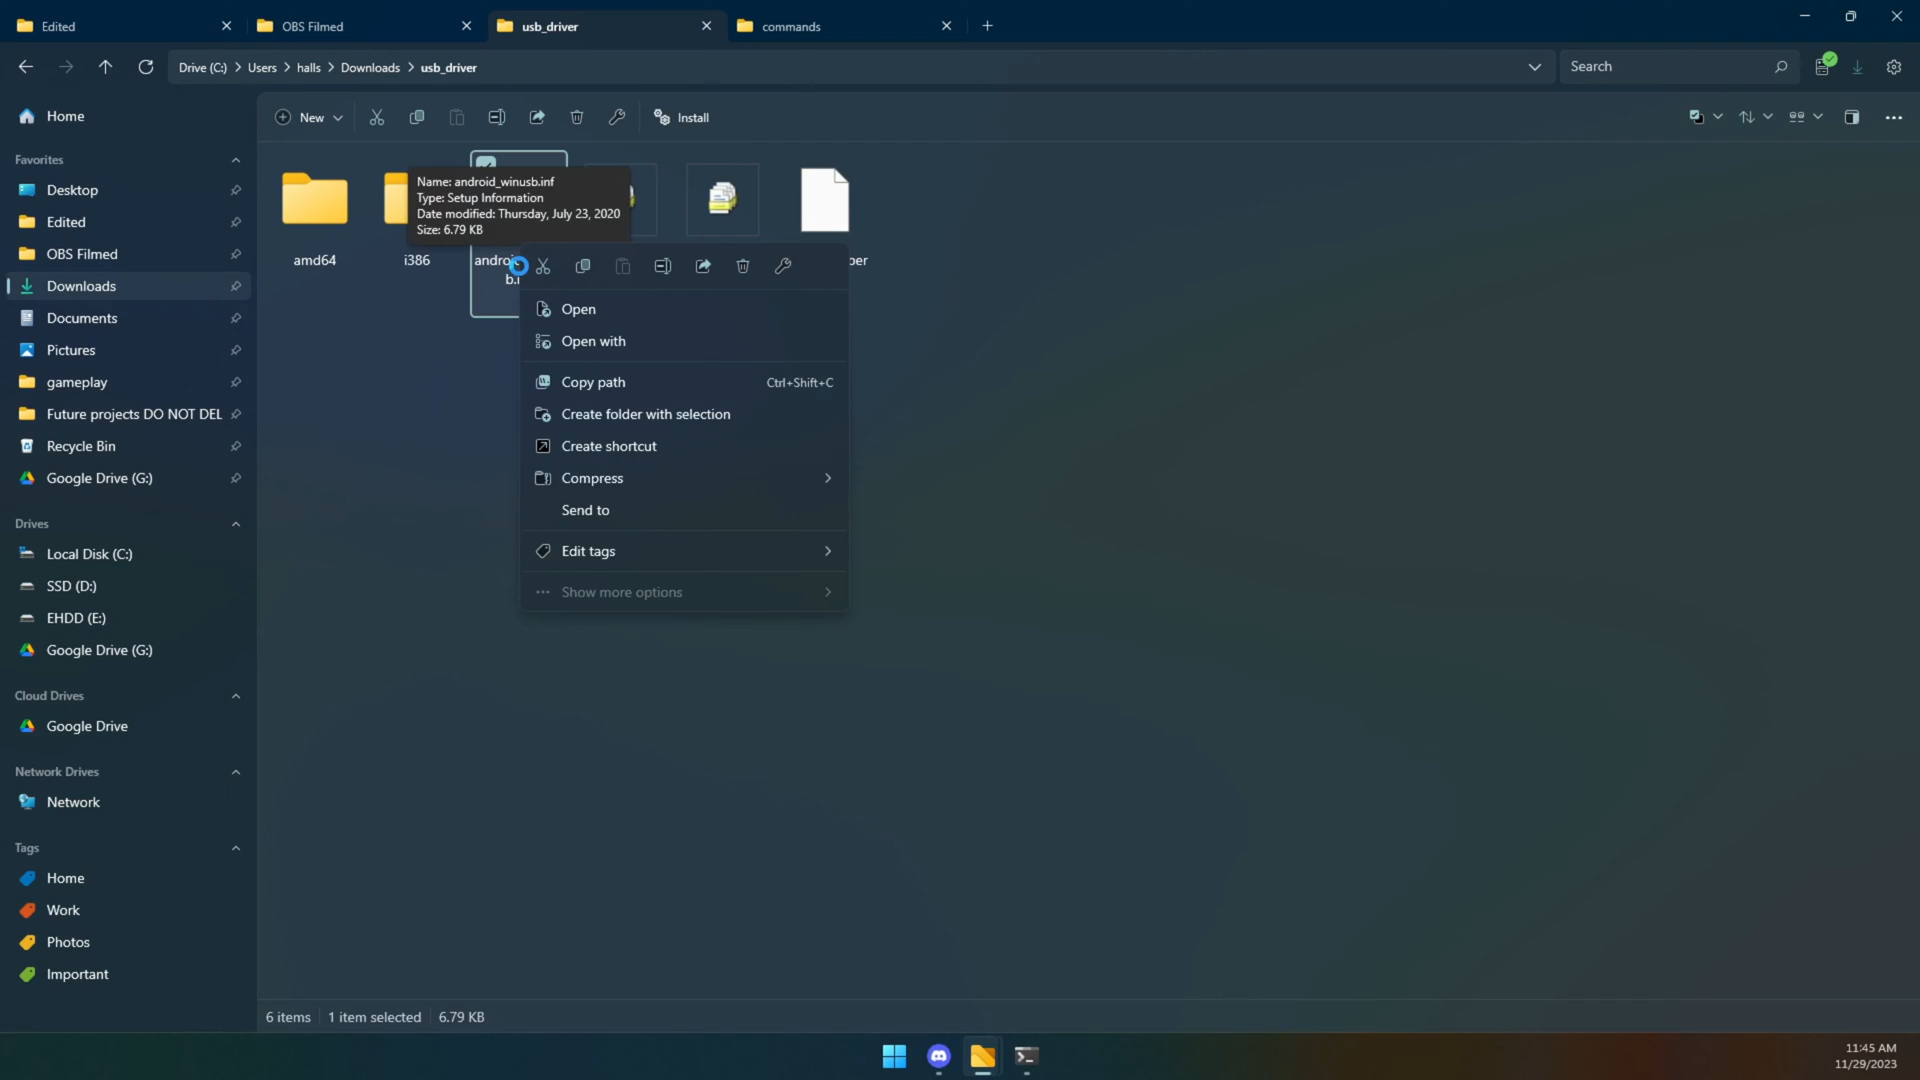 Edited
OBS Filmed
usb_driver
commands
Drive (C:) > Users > halls > Downloads > usb_driver
Search
Home
New
Install
Favorites
Desktop
Edited
OBS Filmed
Downloads
Documents
Pictures
gameplay
Future projects DO NOT DEL
Recycle Bin
Google Drive (G:)
Drives
Local Disk (C:)
SSD (D:)
EHDD (E:)
Google Drive (G:)
Cloud Drives
Google Drive
Network Drives
Network
Tags
Home
Work
Photos
Important
Name: android_winusb.inf
Type: Setup Information
Date modified: Thursday, July 23, 2020
Size: 6.79 KB
amd64
i386
Open
Open with
Copy path Ctrl+Shift+C
Create folder with selection
Create shortcut
Compress
Send to
Edit tags
Show more options
6 items
1 item selected
6.79 KB
11:45 AM
11/29/2023